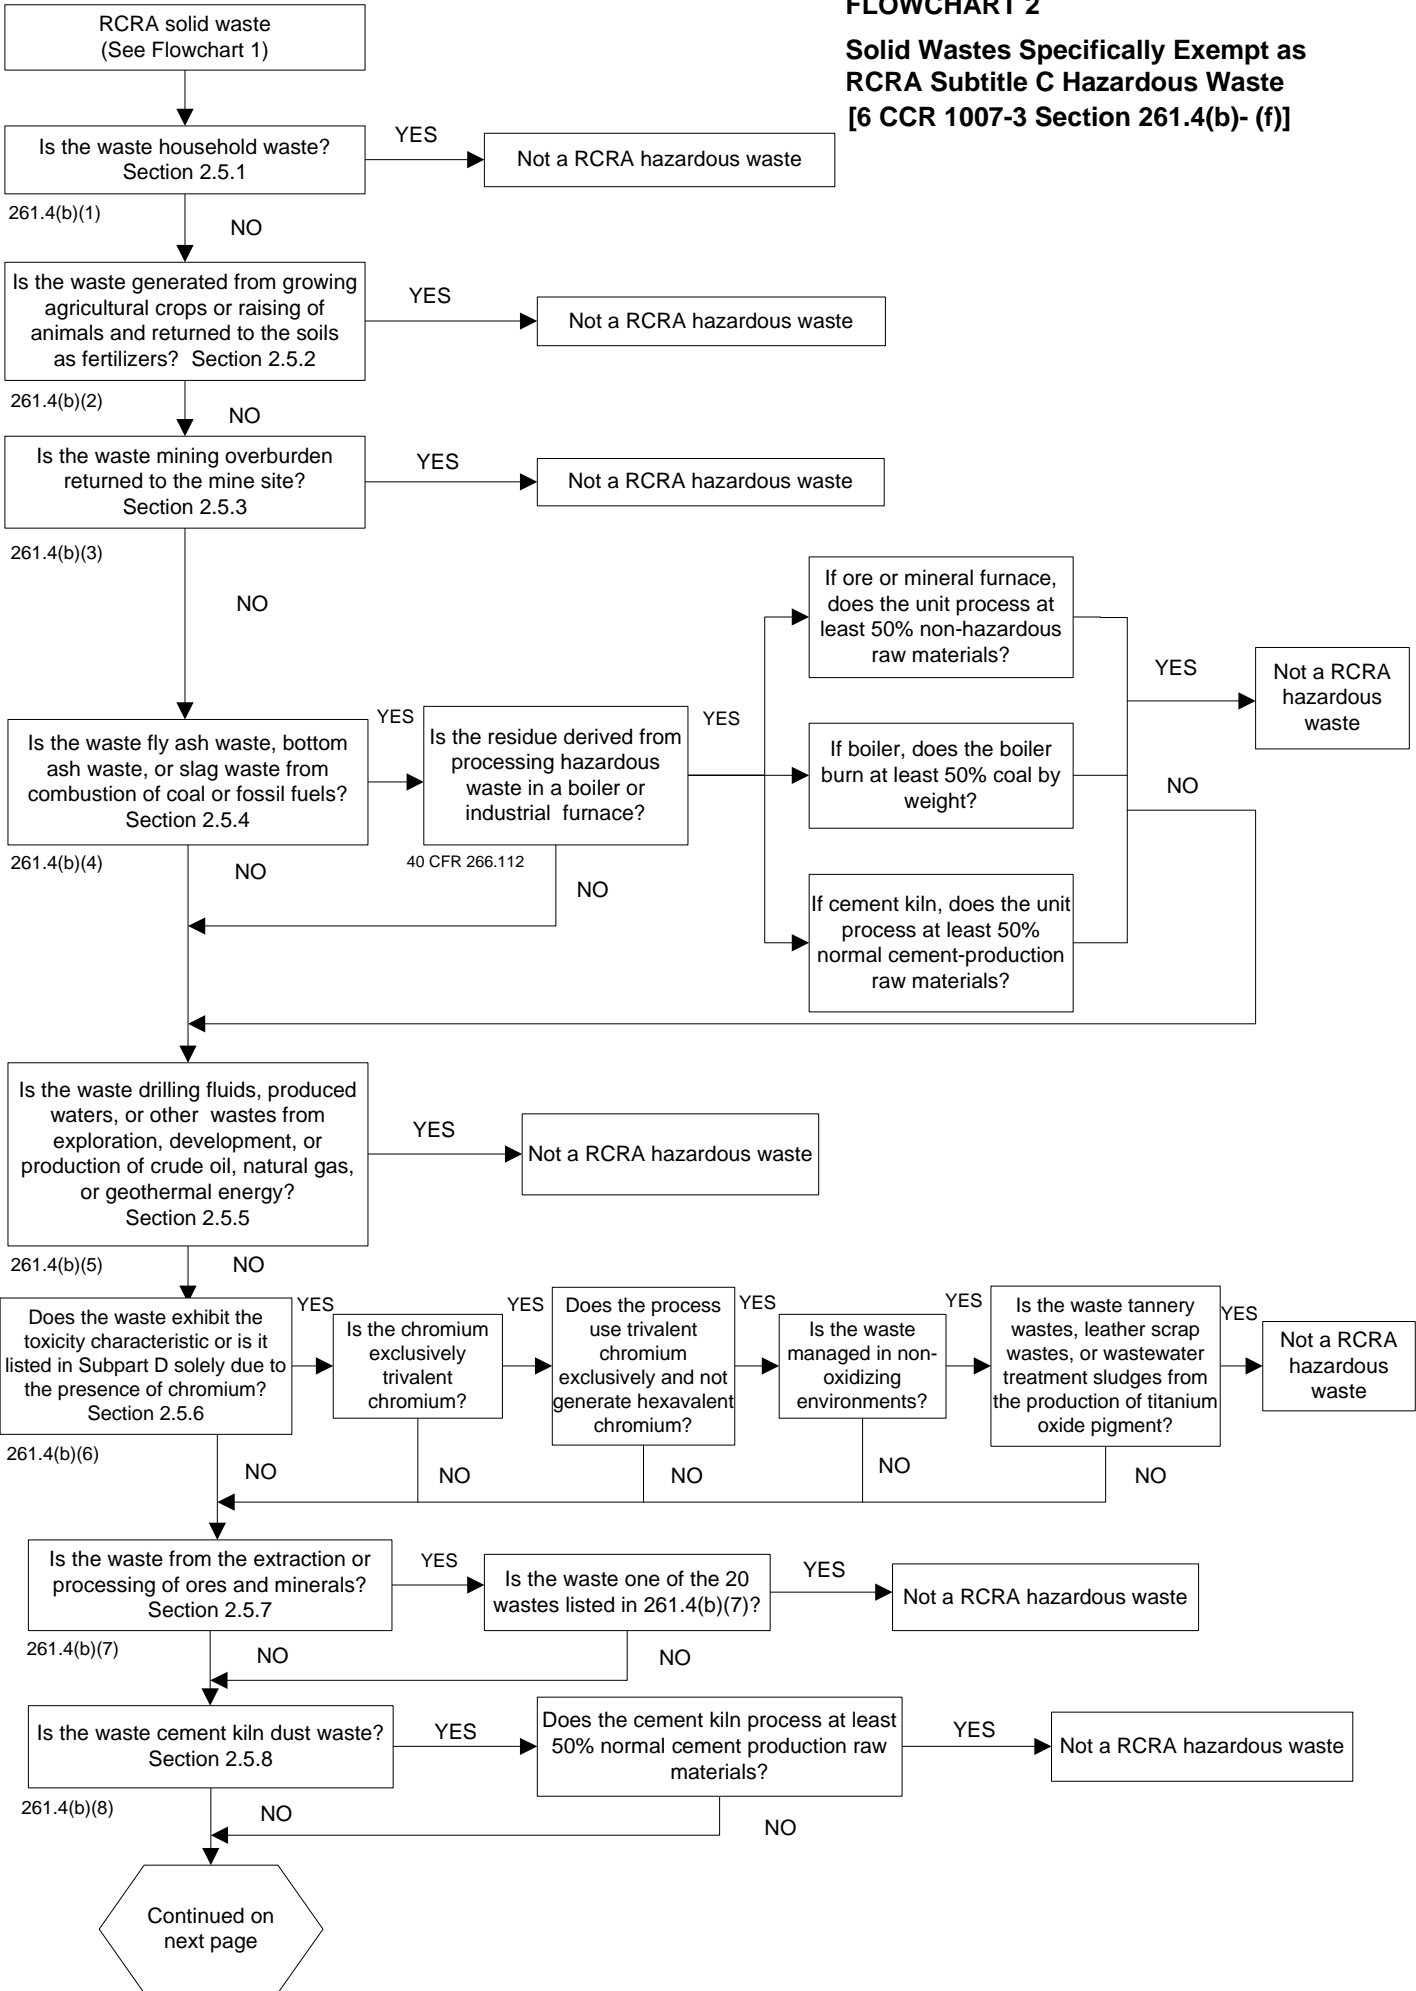 FLOWCHART 2
Solid Wastes Specifically Exempt as
RCRA Subtitle C Hazardous Waste
[6 CCR 1007-3 Section 261.4(b)- (f)]
RCRA solid waste
(See Flowchart 1)
Is the waste household waste?
Section 2.5.1
YES
Not a RCRA hazardous waste
261.4(b)(1)
NO
Is the waste generated from growing
agricultural crops or raising of
animals and returned to the soils
as fertilizers? Section 2.5.2
YES
Not a RCRA hazardous waste
261.4(b)(2)
NO
Is the waste mining overburden
returned to the mine site?
Section 2.5.3
YES
Not a RCRA hazardous waste
261.4(b)(3)
NO
Is the waste fly ash waste, bottom
ash waste, or slag waste from
combustion of coal or fossil fuels?
Section 2.5.4
YES
Is the residue derived from
processing hazardous
waste in a boiler or
industrial furnace?
YES
If ore or mineral furnace,
does the unit process at
least 50% non-hazardous
raw materials?
If boiler, does the boiler
burn at least 50% coal by
weight?
If cement kiln, does the unit
process at least 50%
normal cement-production
raw materials?
YES
Not a RCRA
hazardous
waste
NO
261.4(b)(4)
NO
40 CFR 266.112
NO
Is the waste drilling fluids, produced
waters, or other wastes from
exploration, development, or
production of crude oil, natural gas,
or geothermal energy?
Section 2.5.5
YES
Not a RCRA hazardous waste
261.4(b)(5)
NO
Does the waste exhibit the
toxicity characteristic or is it
listed in Subpart D solely due to
the presence of chromium?
Section 2.5.6
YES
Is the chromium
exclusively
trivalent
chromium?
YES
Does the process
use trivalent
chromium
exclusively and not
generate hexavalent
chromium?
YES
Is the waste
managed in non-
oxidizing
environments?
YES
Is the waste tannery
wastes, leather scrap
wastes, or wastewater
treatment sludges from
the production of titanium
oxide pigment?
YES
Not a RCRA
hazardous
waste
261.4(b)(6)
NO
NO
NO
NO
NO
Is the waste from the extraction or
processing of ores and minerals?
Section 2.5.7
YES
Is the waste one of the 20
wastes listed in 261.4(b)(7)?
YES
Not a RCRA hazardous waste
261.4(b)(7)
NO
NO
Is the waste cement kiln dust waste?
Section 2.5.8
YES
Does the cement kiln process at least
50% normal cement production raw
materials?
YES
Not a RCRA hazardous waste
261.4(b)(8)
NO
NO
Continued on
next page